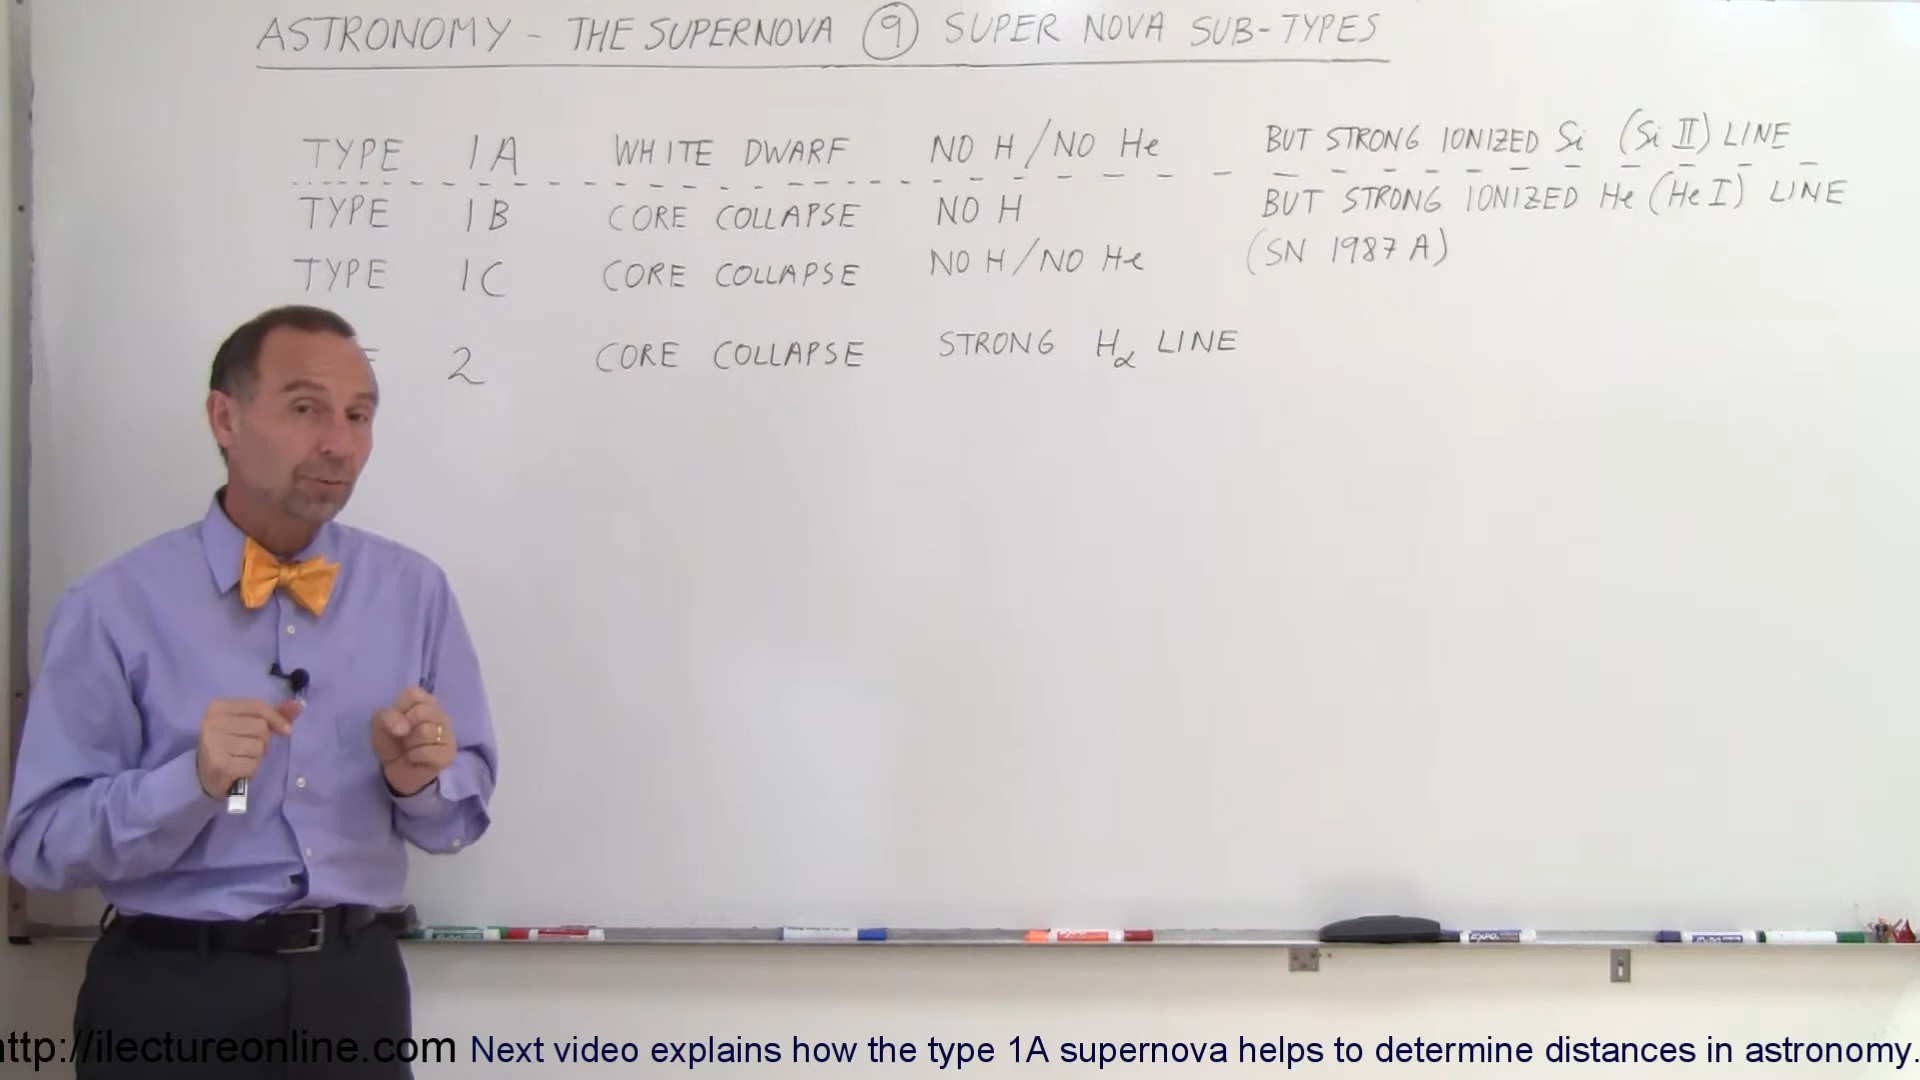 ASTRONOMY - THE SUPERNOVA 9 SUPER NOVA SUB-TYPES
TYPE 1A WHITE DWARF NO H/NO He BUT STRONG IONIZED Si (Si II) LINE
TYPE 1B CORE COLLAPSE NO H BUT STRONG IONIZED He (He I) LINE
(SN 1987A)
TYPE 1C CORE COLLAPSE NO H/NO He
E 2 CORE COLLAPSE STRONG Hα LINE
ttp://ilectureonline.com Next video explains how the type 1A supernova helps to determine distances in astronomy.